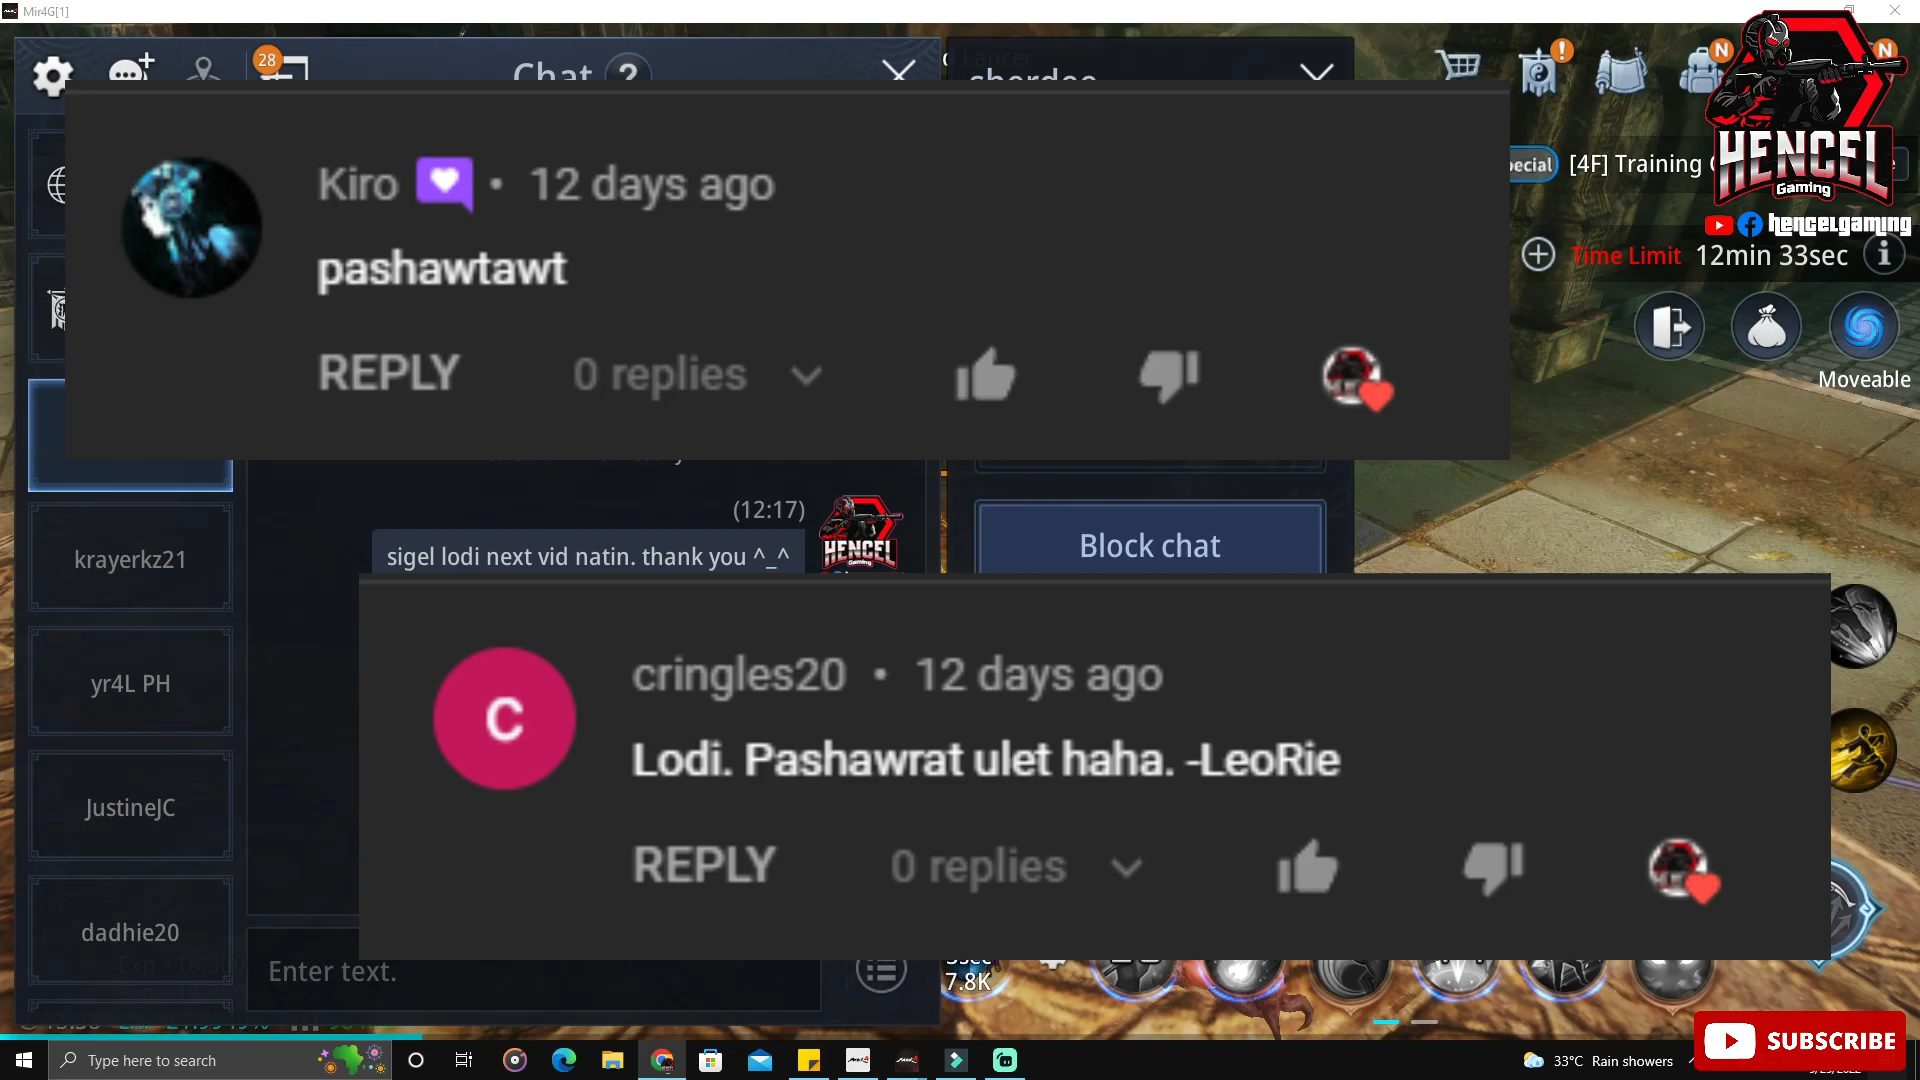 Mir4G[1]
28
Chat ?
sherdee
N
N
HENCEL
Gaming
hencelgaming
[4F] Training
Time Limit 12min 33sec
Moveable
Kiro • 12 days ago
pashawtawt
REPLY 0 replies
(12:17)
sigel lodi next vid natin. thank you ^_^
HENCEL
Gaming
Block chat
krayerkz21
yr4L PH
JustineJC
dadhie20
C
cringles20 • 12 days ago
Lodi. Pashawrat ulet haha. -LeoRie
REPLY 0 replies
Enter text.
7.8K
SUBSCRIBE
Type here to search
33°C Rain showers